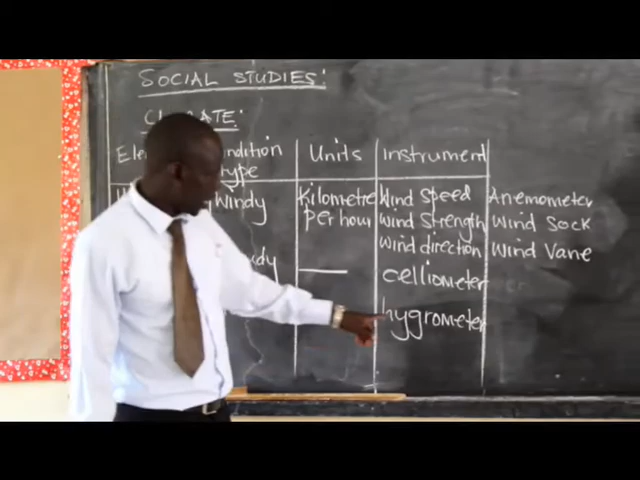 SOCIAL STUDIES:
Units Instrument
Windy Kilometre Wind Speed Anemometer
per hour wind strength wind Sock
wind direction wind Vane
celliometer
hygrometer